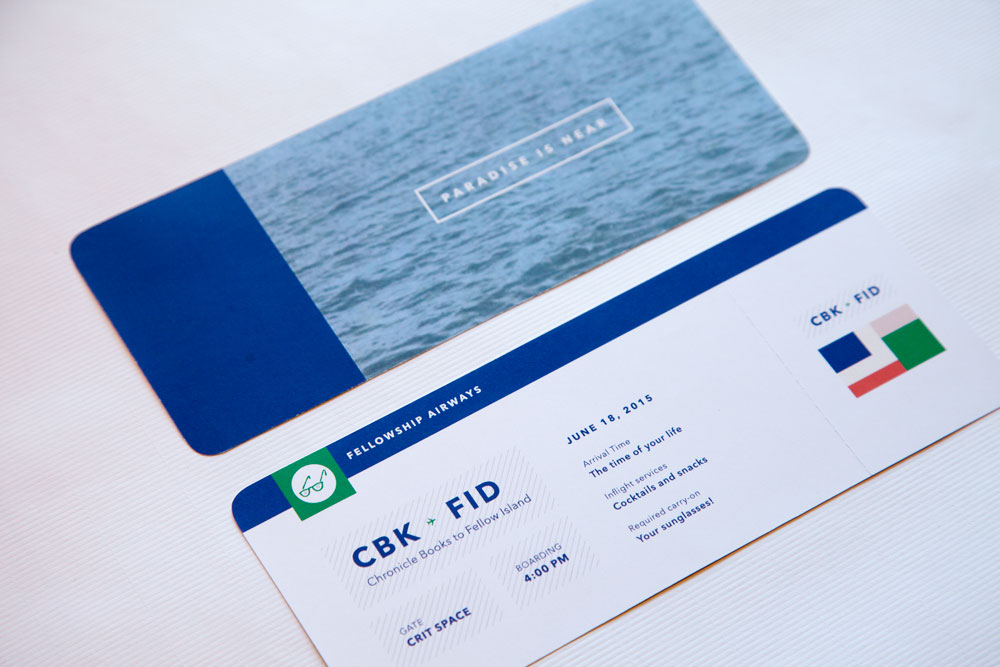 PARADISE IS NEAR
FELLOWSHIP AIRWAYS
CBK FID
Chronicle Books to Fellow Island
GATE
CRIT SPACE
BOARDING
4:00 PM
JUNE 18, 2015
Arrival Time
The time of your life
Inflight services
Cocktails and snacks
Required carry-on
Your sunglasses!
CBK - FID